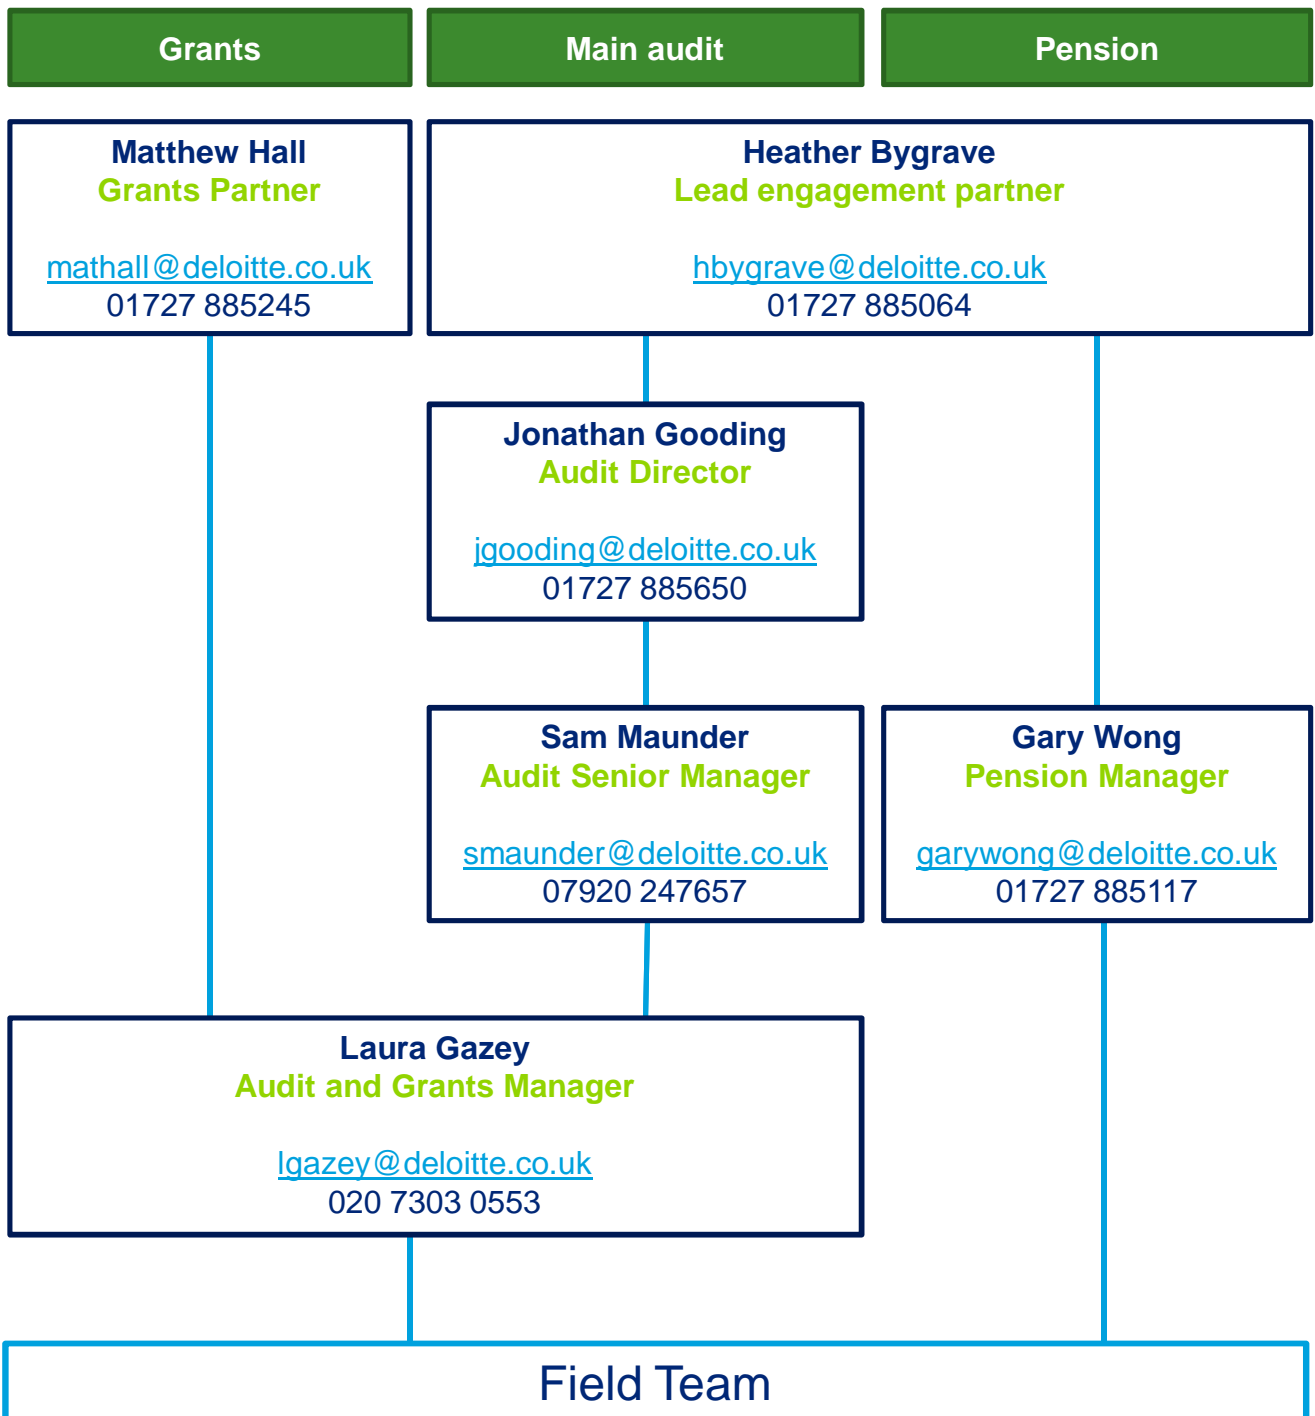 Grants
Main audit
Pension
Matthew Hall
Grants Partner
mathall@deloitte.co.uk
01727 885245
Heather Bygrave
Lead engagement partner
hbygrave@deloitte.co.uk
01727 885064
Jonathan Gooding
Audit Director
jgooding@deloitte.co.uk
01727 885650
Sam Maunder
Audit Senior Manager
smaunder@deloitte.co.uk
07920 247657
Gary Wong
Pension Manager
garywong@deloitte.co.uk
01727 885117
Laura Gazey
Audit and Grants Manager
lgazey@deloitte.co.uk
020 7303 0553
Field Team